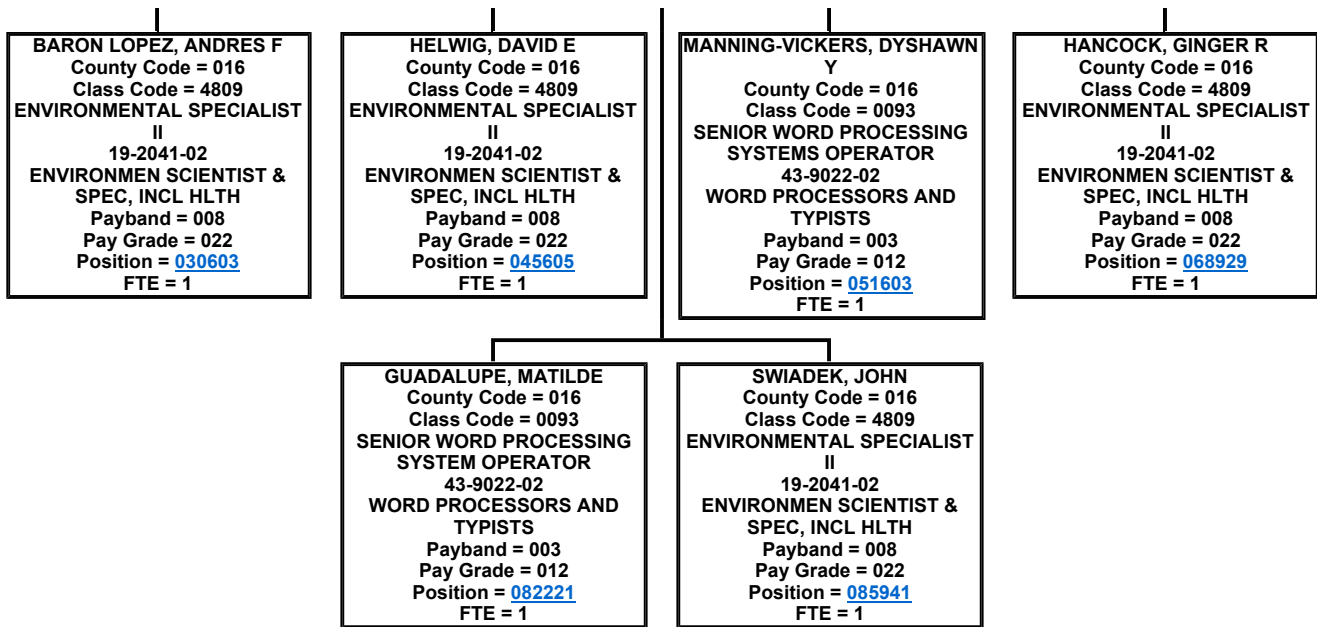 BARON LOPEZ, ANDRES F
County Code = 016
Class Code = 4809
ENVIRONMENTAL SPECIALIST
II
19-2041-02
ENVIRONMEN SCIENTIST &
SPEC, INCL HLTH
Payband = 008
Pay Grade = 022
Position = 030603
FTE = 1
HELWIG, DAVID E
County Code = 016
Class Code = 4809
ENVIRONMENTAL SPECIALIST
II
19-2041-02
ENVIRONMEN SCIENTIST &
SPEC, INCL HLTH
Payband = 008
Pay Grade = 022
Position = 045605
FTE = 1
MANNING-VICKERS, DYSHAWN
Y
County Code = 016
Class Code = 0093
SENIOR WORD PROCESSING
SYSTEMS OPERATOR
43-9022-02
WORD PROCESSORS AND
TYPISTS
Payband = 003
Pay Grade = 012
Position = 051603
FTE = 1
HANCOCK, GINGER R
County Code = 016
Class Code = 4809
ENVIRONMENTAL SPECIALIST
II
19-2041-02
ENVIRONMEN SCIENTIST &
SPEC, INCL HLTH
Payband = 008
Pay Grade = 022
Position = 068929
FTE = 1
GUADALUPE, MATILDE
County Code = 016
Class Code = 0093
SENIOR WORD PROCESSING
SYSTEM OPERATOR
43-9022-02
WORD PROCESSORS AND
TYPISTS
Payband = 003
Pay Grade = 012
Position = 082221
FTE = 1
SWIADEK, JOHN
County Code = 016
Class Code = 4809
ENVIRONMENTAL SPECIALIST
II
19-2041-02
ENVIRONMEN SCIENTIST &
SPEC, INCL HLTH
Payband = 008
Pay Grade = 022
Position = 085941
FTE = 1